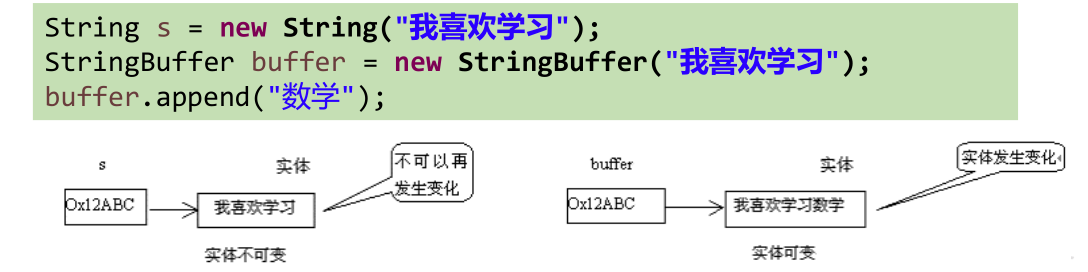 String s = new String("我喜欢学习");
StringBuffer buffer = new StringBuffer("我喜欢学习");
buffer.append("数学");
s
实体
不可以再
发生变化
Ox12ABC
我喜欢学习
实体不可变
buffer
实体
实体发生变化
Ox12ABC
我喜欢学习数学
实体可变